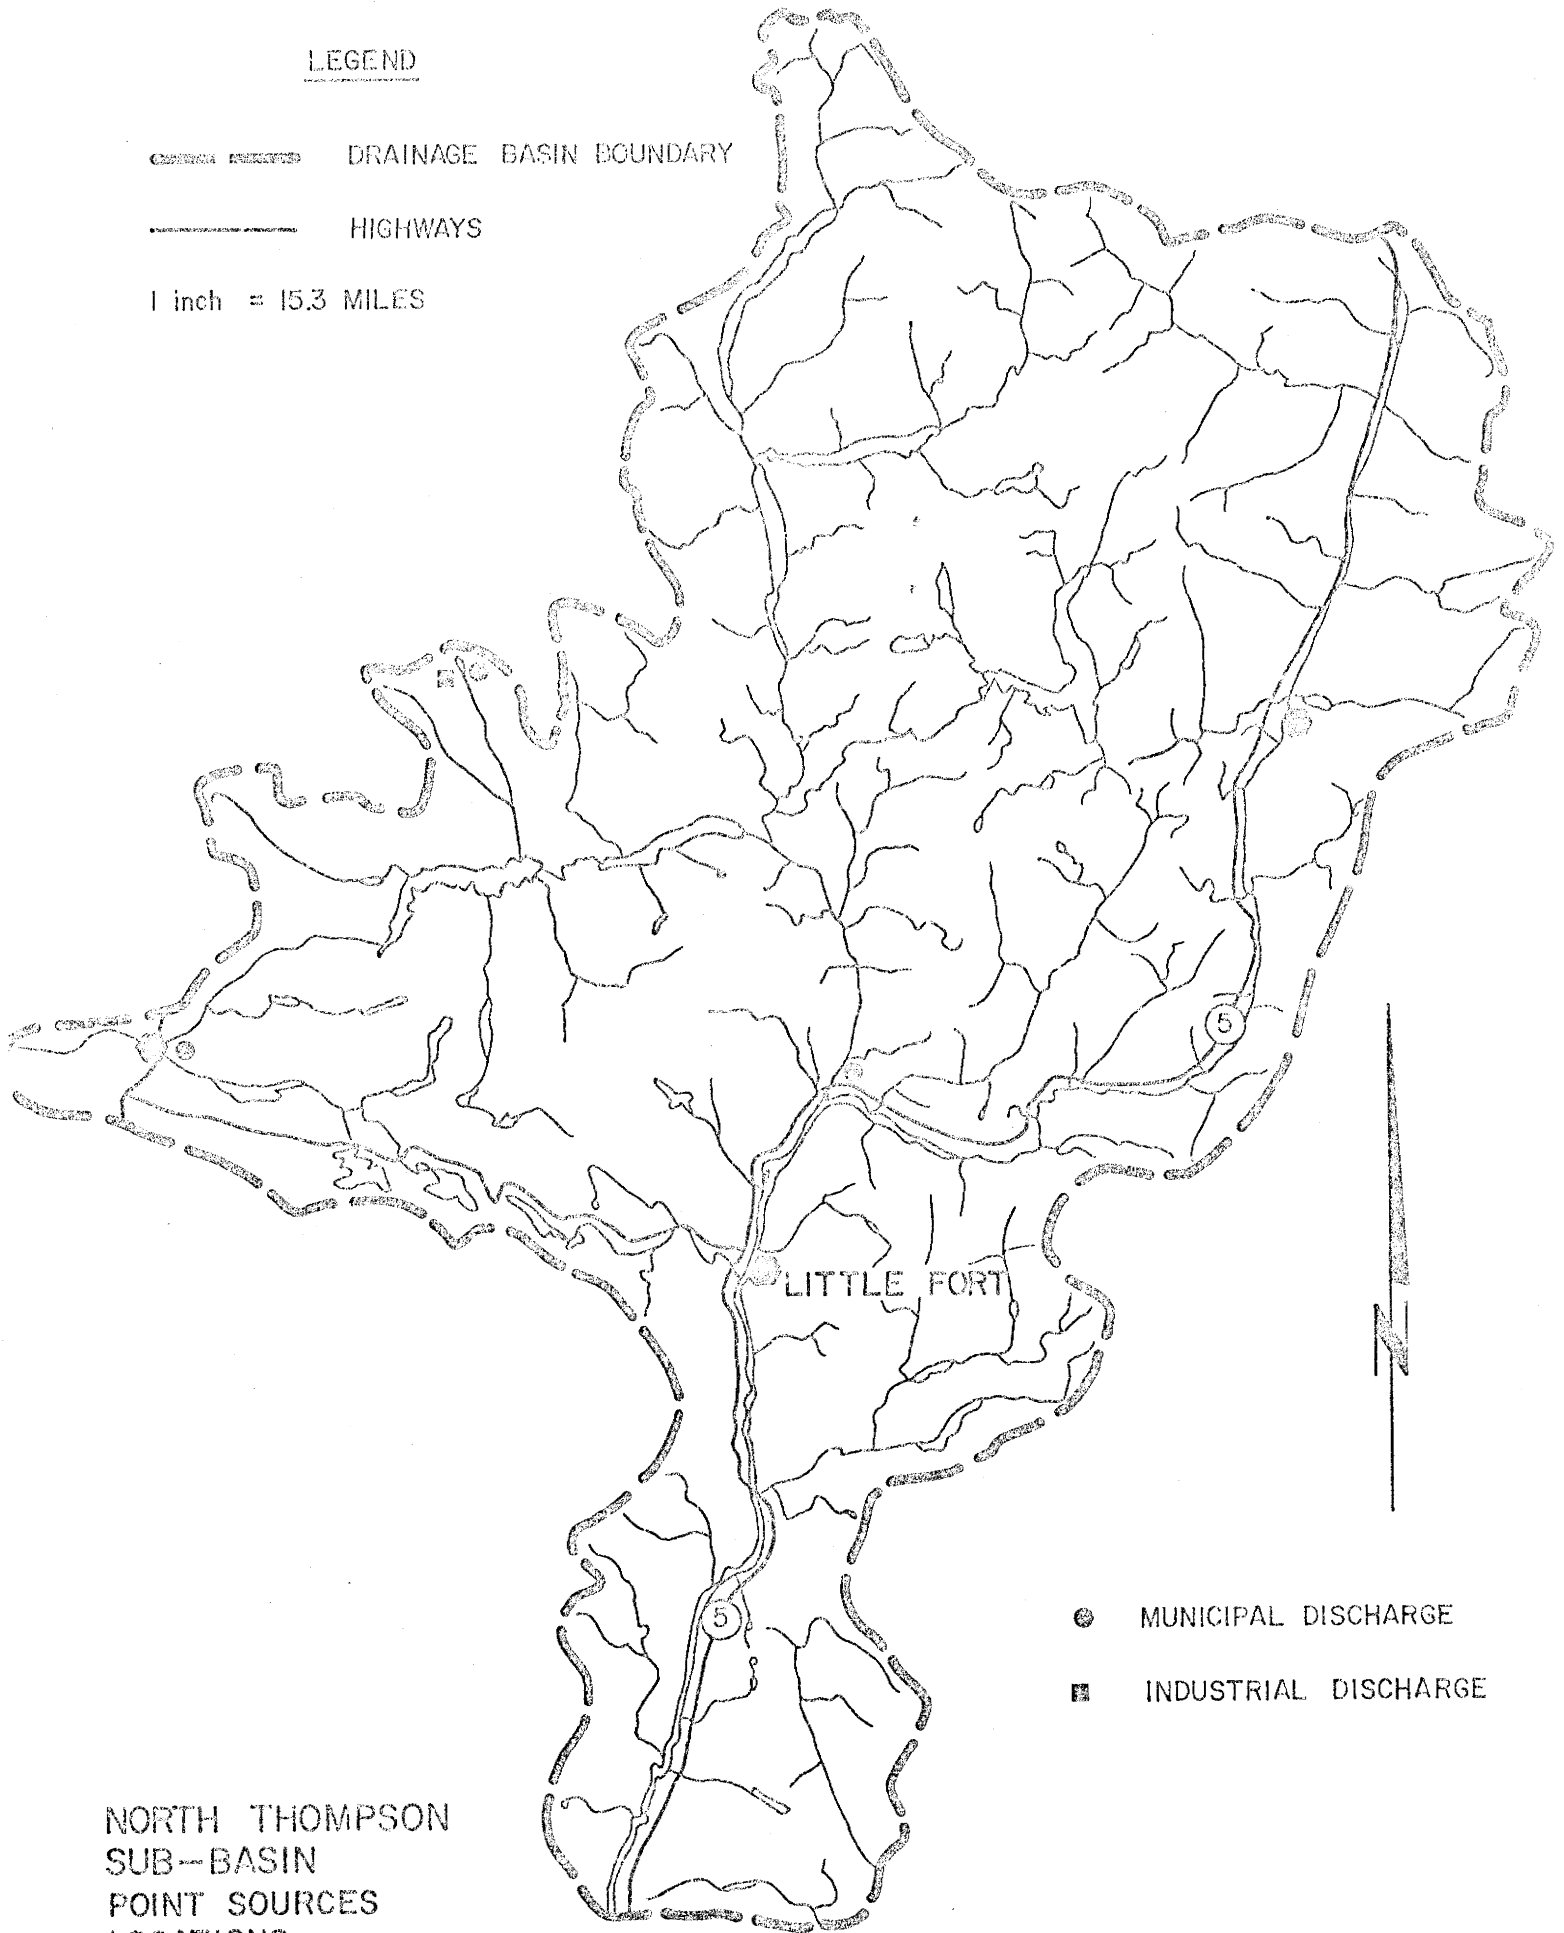 LEGEND
DRAINAGE BASIN BOUNDARY
HIGHWAYS
1 inch = 15.3 MILES
5
LITTLE FORT
N
5
MUNICIPAL DISCHARGE
INDUSTRIAL DISCHARGE
NORTH THOMPSON
SUB-BASIN
POINT SOURCES